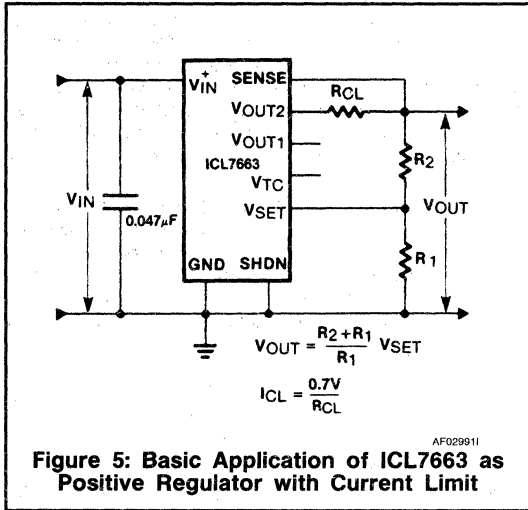 V⁺IN
SENSE
VOUT2
RCL
VOUT1
ICL7663
VTC
VIN
0.047µF
VSET
R2
VOUT
R1
GND SHDN
VOUT = R2+R1/R1 VSET
ICL = 0.7V/RCL
AF02991I
Figure 5: Basic Application of ICL7663 as
Positive Regulator with Current Limit